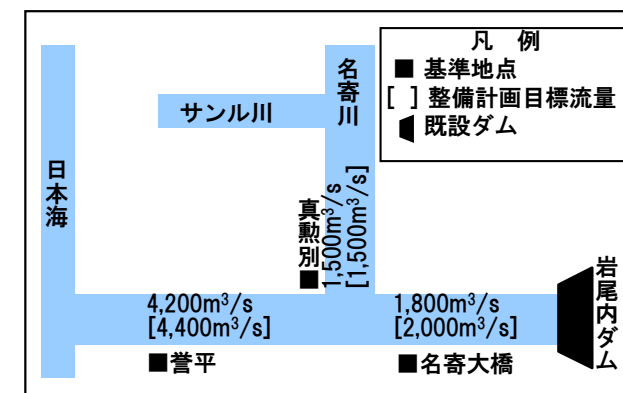 凡 例
■ 基準地点
[ ] 整備計画目標流量
既設ダム
名寄川
サンル川
日本海
真勲別■
1,500m³/s
[1,500m³/s]
岩尾内ダム
4,200m³/s
[4,400m³/s]
1,800m³/s
[2,000m³/s]
■誉平
■名寄大橋